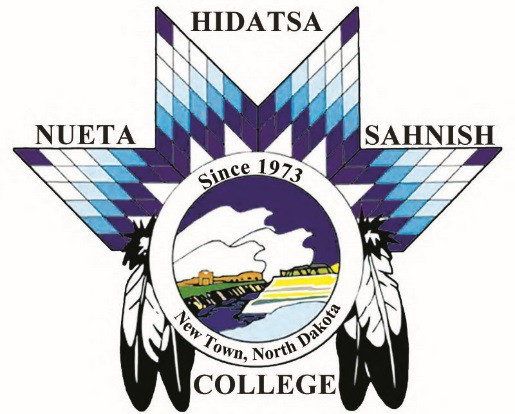 HIDATSA
NUETA
SAHNISH
Since 1973
New Town, North Dakota
COLLEGE